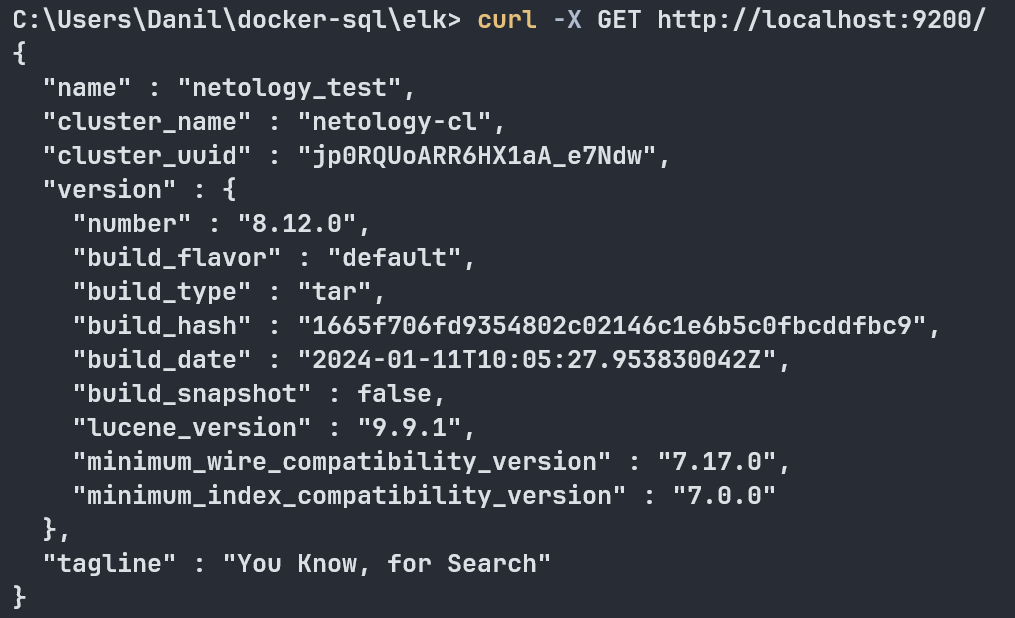 C:\Users\Danil\docker-sql\elk> curl -X GET http://localhost:9200/
{
  "name" : "netology_test",
  "cluster_name" : "netology-cl",
  "cluster_uuid" : "jp0RQUoARR6HX1aA_e7Ndw",
  "version" : {
    "number" : "8.12.0",
    "build_flavor" : "default",
    "build_type" : "tar",
    "build_hash" : "1665f706fd9354802c02146c1e6b5c0fbcddfbc9",
    "build_date" : "2024-01-11T10:05:27.953830042Z",
    "build_snapshot" : false,
    "lucene_version" : "9.9.1",
    "minimum_wire_compatibility_version" : "7.17.0",
    "minimum_index_compatibility_version" : "7.0.0"
  },
  "tagline" : "You Know, for Search"
}